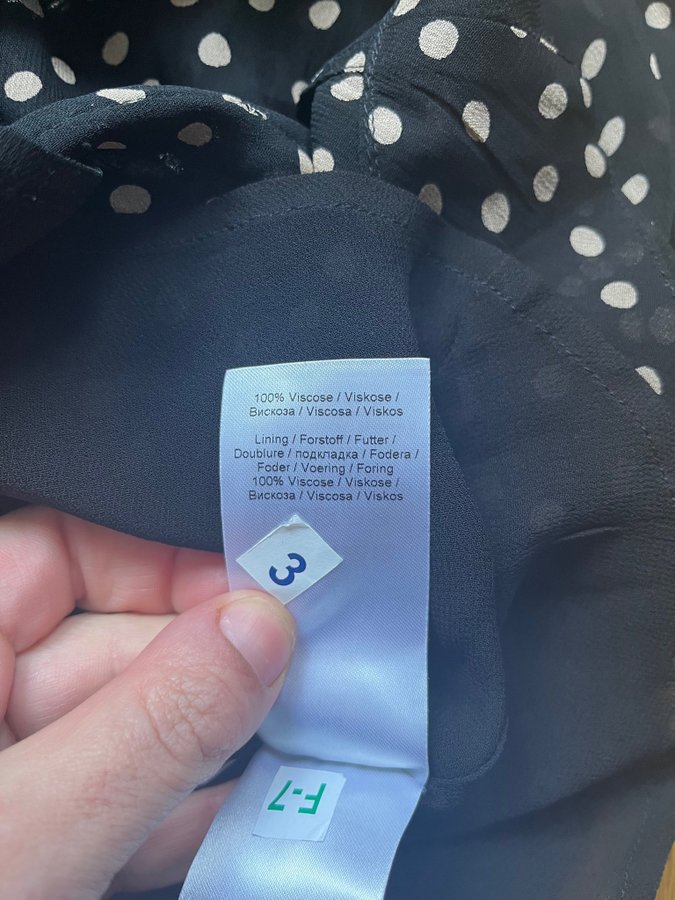 100% Viscose / Viskose /
Вискоза / Viscosa / Viskos
Lining / Forstoff / Futter /
Doublure / подкладка / Fodera /
Foder / Voering / Foring
100% Viscose / Viskose /
Вискоза / Viscosa / Viskos
3
F-7